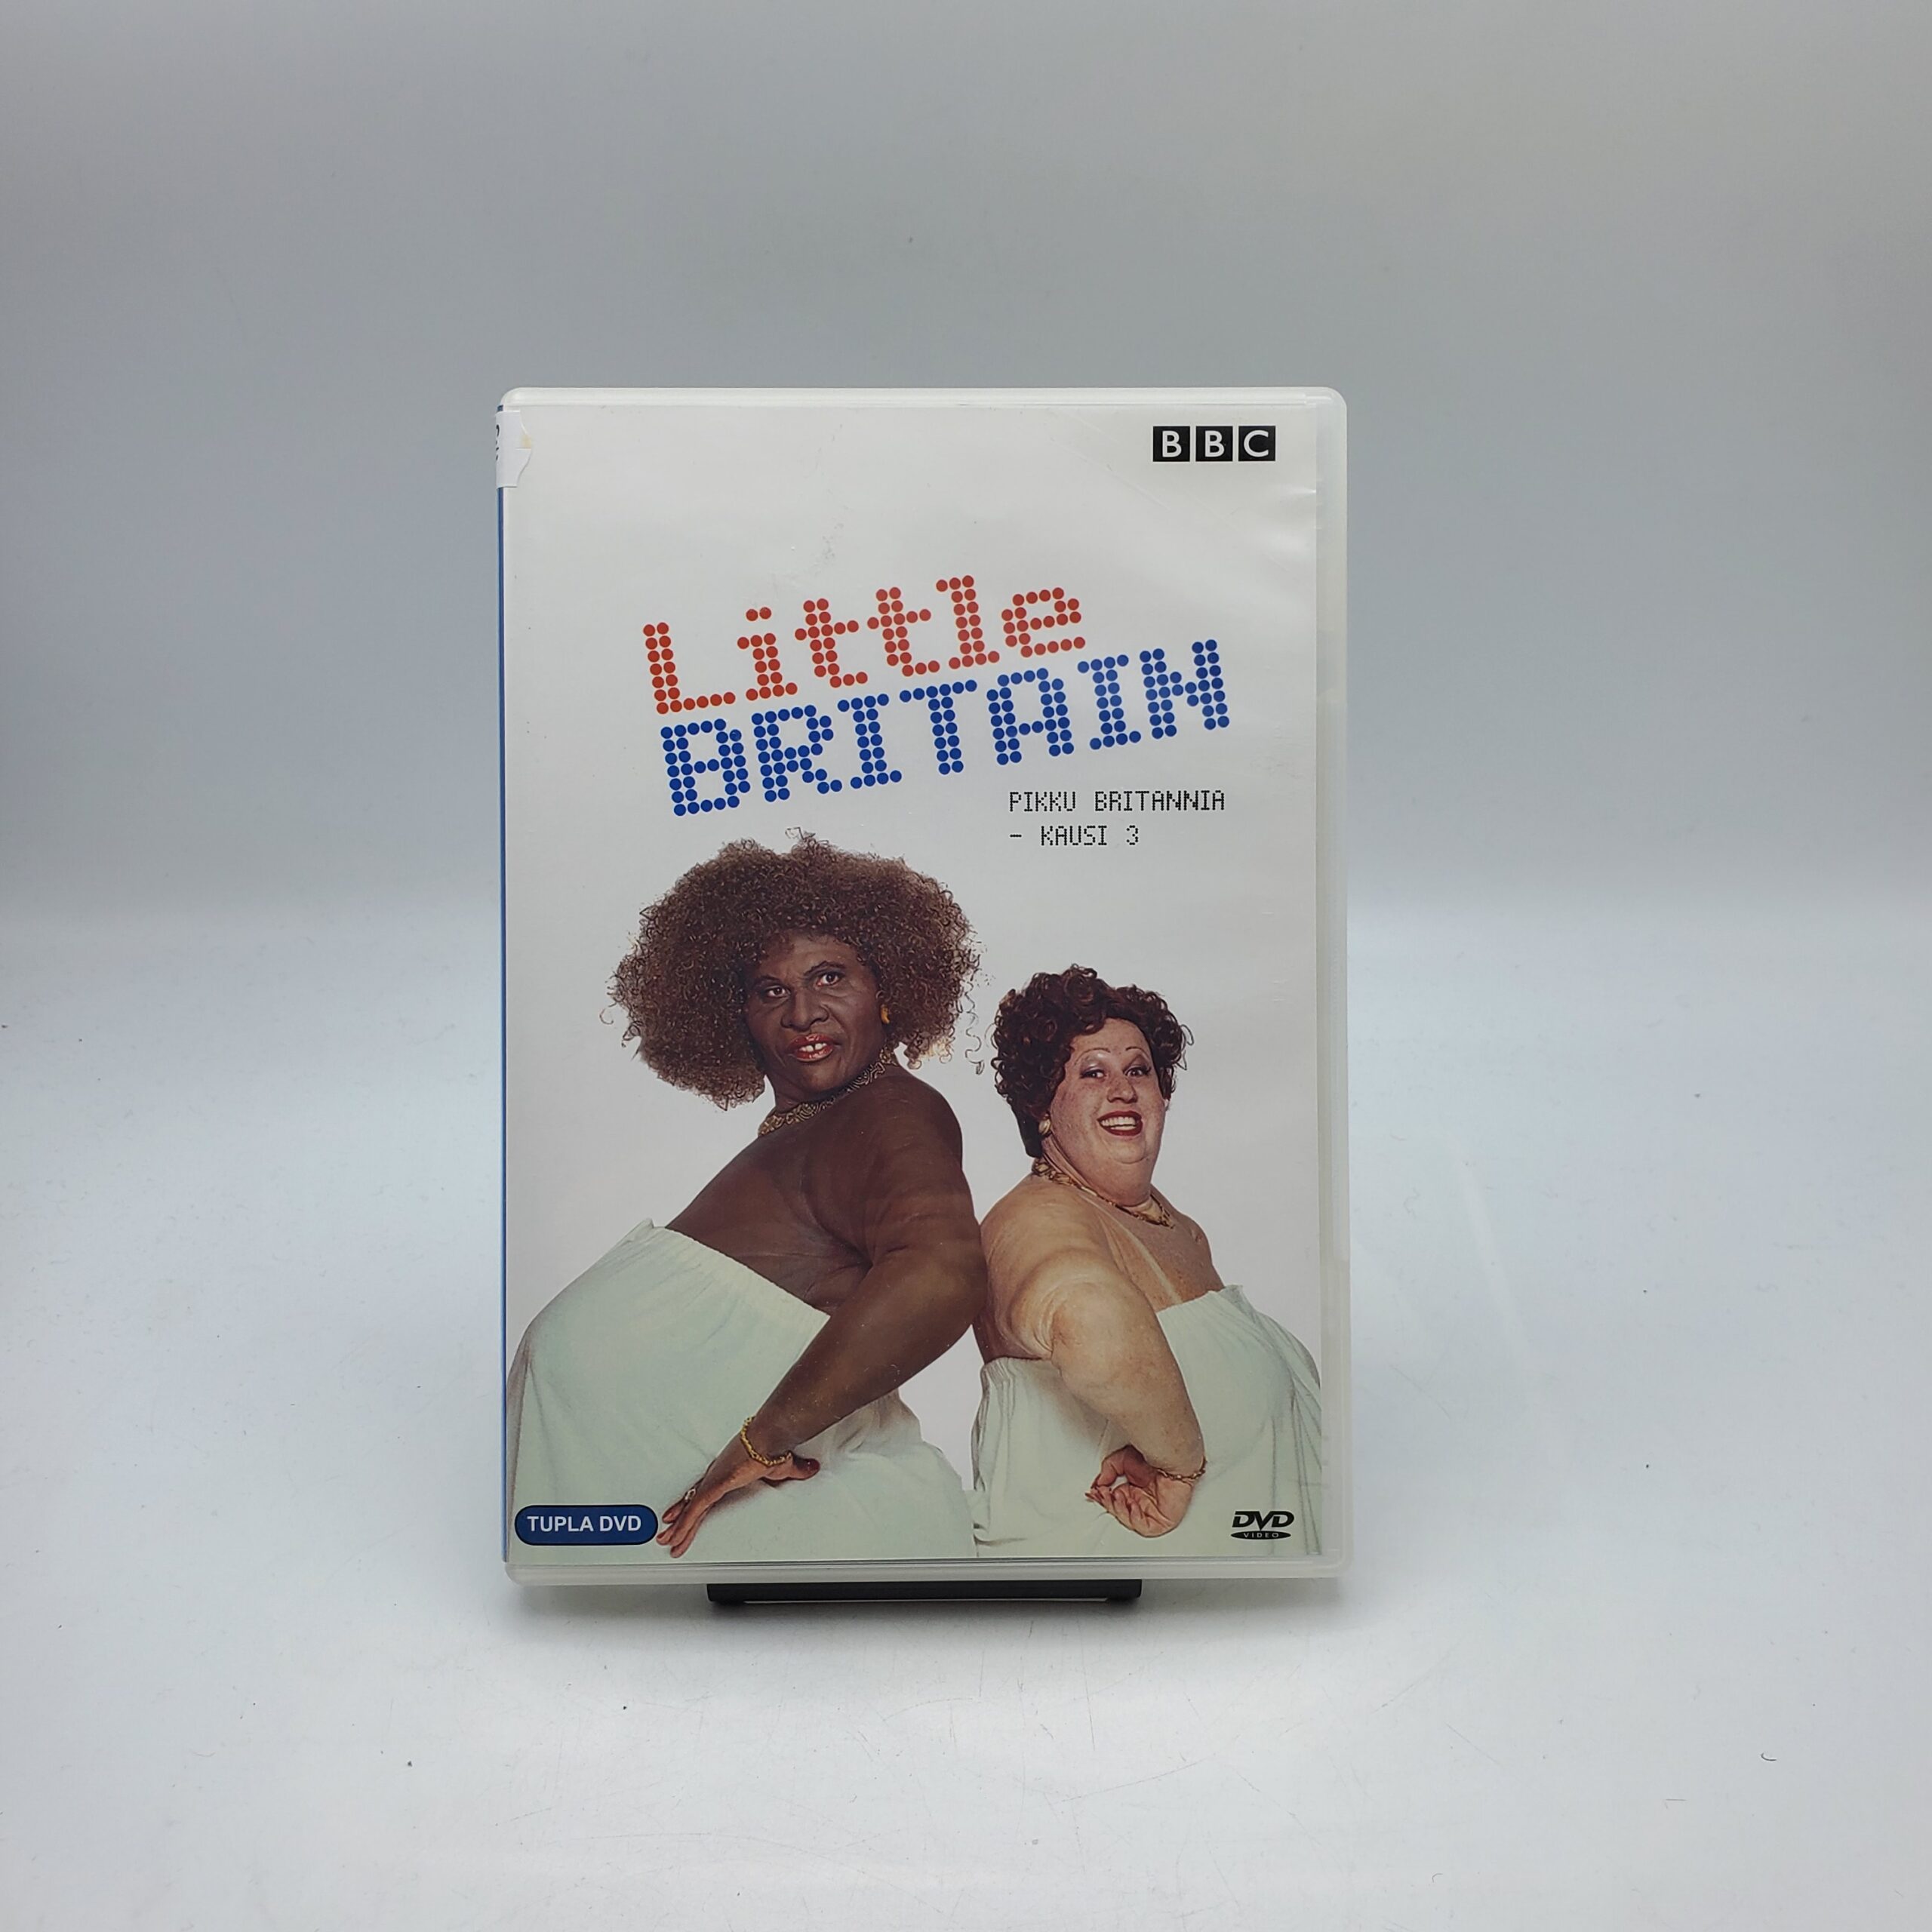 BBC
Little
BRITAIN
PIKKU BRITANNIA
- KAUSI 3
TUPLA DVD
DVD
VIDEO